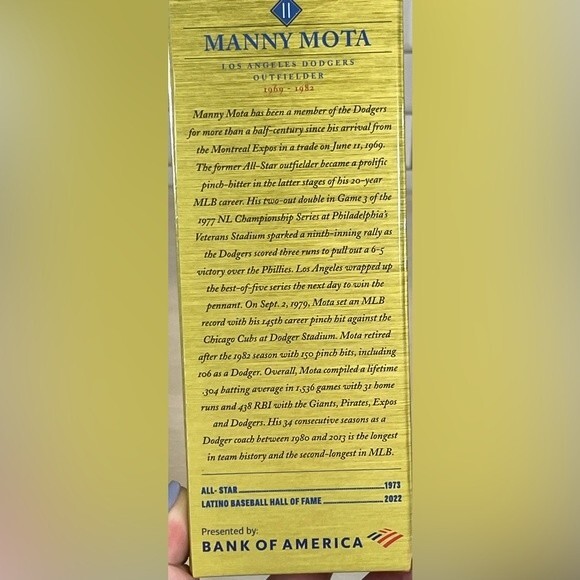 11
MANNY MOTA
LOS ANGELES DODGERS
OUTFIELDER
1969 - 1982
Manny Mota has been a member of the Dodgers
for more than a half-century since his arrival from
the Montreal Expos in a trade on June 11, 1969.
The former All-Star outfielder became a prolific
pinch-hitter in the latter stages of his 20-year
MLB career. His two-out double in Game 3 of the
1977 NL Championship Series at Philadelphia's
Veterans Stadium sparked a ninth-inning rally as
the Dodgers scored three runs to pull out a 6-5
victory over the Phillies. Los Angeles wrapped up
the best-of-five series the next day to win the
pennant. On Sept. 2, 1979, Mota set an MLB
record with his 145th career pinch hit against the
Chicago Cubs at Dodger Stadium. Mota retired
after the 1982 season with 150 pinch hits, including
106 as a Dodger. Overall, Mota compiled a lifetime
.304 batting average in 1,536 games with 31 home
runs and 438 RBI with the Giants, Pirates, Expos
and Dodgers. His 34 consecutive seasons as a
Dodger coach between 1980 and 2013 is the longest
in team history and the second-longest in MLB.
ALL-STAR 1973
LATINO BASEBALL HALL OF FAME 2022
Presented by:
BANK OF AMERICA